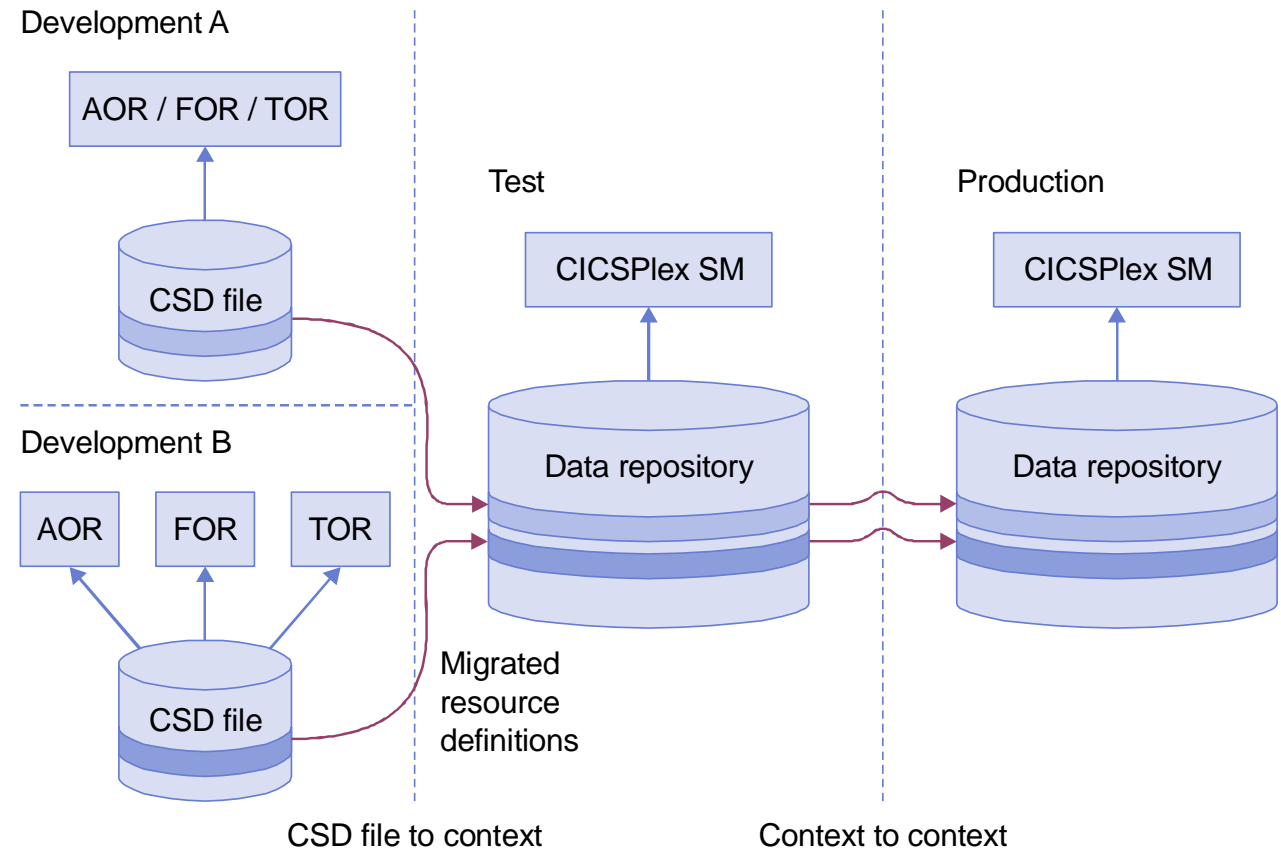 Development A
AOR / FOR / TOR
CSD file
Development B
AOR
FOR
TOR
CSD file
Test
CICSPlex SM
Data repository
Migrated
resource
definitions
Production
CICSPlex SM
Data repository
CSD file to context
Context to context